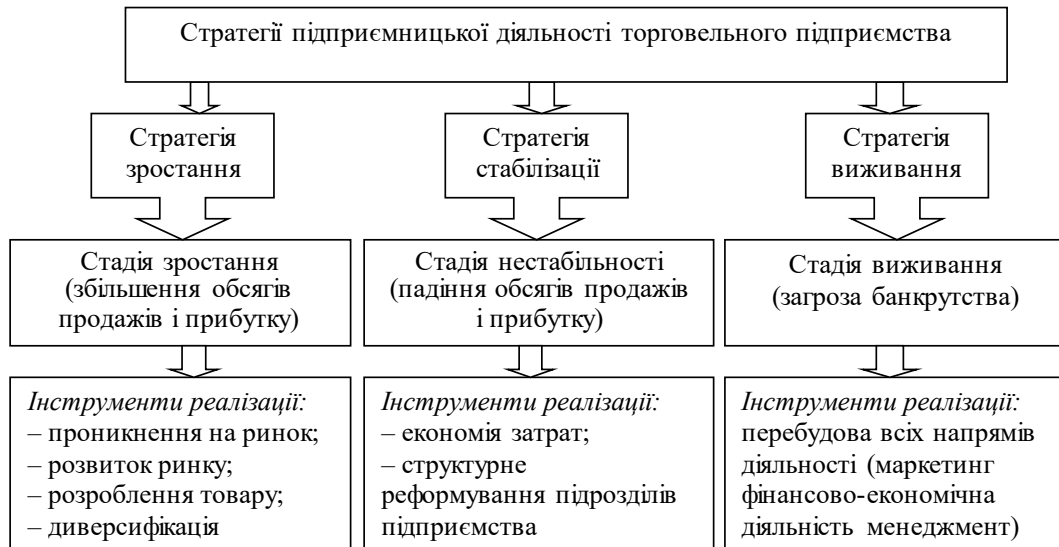 Стратегії підприємницької діяльності торговельного підприємства
Стратегія
зростання
Стратегія
стабілізації
Стратегія
виживання
Стадія зростання
(збільшення обсягів
продажів і прибутку)
Стадія нестабільності
(падіння обсягів продажів
і прибутку)
Стадія виживання
(загроза банкрутства)
Інструменти реалізації:
– проникнення на ринок;
– розвиток ринку;
– розроблення товару;
– диверсифікація
Інструменти реалізації:
– економія затрат;
– структурне
реформування підрозділів
підприємства
Інструменти реалізації:
перебудова всіх напрямів
діяльності (маркетинг
фінансово-економічна
діяльність менеджмент)